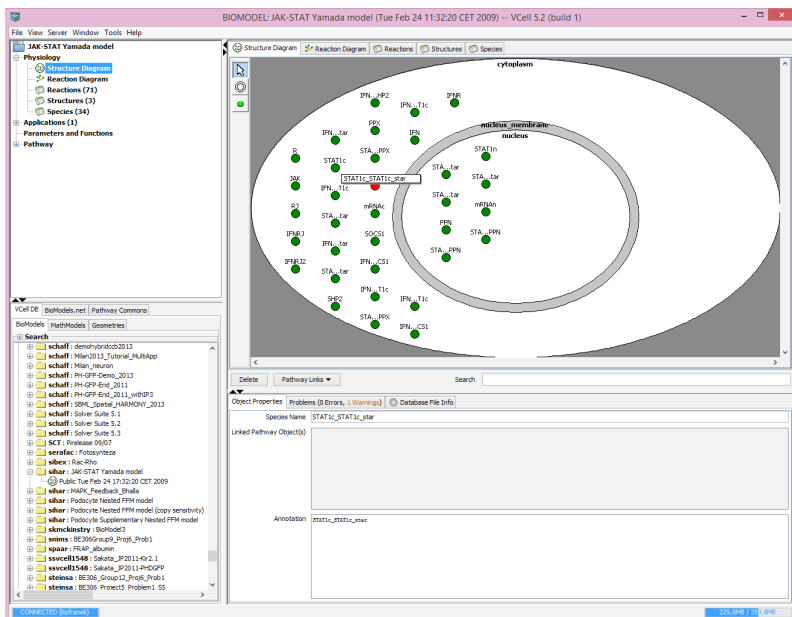 BIOMODEL: JAK-STAT Yamada model (Tue Feb 24 11:32:20 CET 2009) -- VCell 5.2 (build 1)
File View Server Window Tools Help
JAK-STAT Yamada model
Physiology
Structure Diagram
Reaction Diagram
Reactions (71)
Structures (3)
Species (34)
Applications (1)
Parameters and Functions
Pathway
Structure Diagram Reaction Diagram Reactions Structures Species
cytoplasm
IFN...HP2
IFNR
IFN...T1c
PPX
nucleus_membrane
nucleus
IFN...tar
IFN
R
STA...PPX
STAT1n
STAT1c
STA...tar
JAK
STAT1c_STAT1c_star
STA...tar
IFN...T1c
STA...tar
RJ
mRNAc
mRNAn
STA...tar
PPN
IFNRJ
SOCS1
STA...PPN
IFN...tar
STA...PPN
IFNRJ2
IFN...CS1
STA...tar
IFN...T1c
SHP2
IFN...T1c
STA...PPX
IFN...CS1
VCell DB BioModels.net Pathway Commons
BioModels MathModels Geometries
Search
schaff : demohybridccb2013
schaff : Milan2013_Tutorial_MultiApp
schaff : Milan_neuron
schaff : PH-GFP-Demo_2013
schaff : PH-GFP-End_2011
schaff : PH-GFP-End_2011_withIP3
schaff : SBML_Spatial_HARMONY_2013
schaff : Solver Suite 5.1
schaff : Solver Suite 5.2
schaff : Solver Suite 5.3
SCT : Pirelease 09/07
serafac : Fotosynteza
sibex : Rac-Rho
sihar : JAK-STAT Yamada model
Public Tue Feb 24 17:32:20 CET 2009
sihar : MAPK_Feedback_Bhalla
sihar : Podocyte Nested FFM model
sihar : Podocyte Nested FFM model (copy sensitivity)
sihar : Podocyte Supplementary Nested FFM model
skmckinstry : BioModel3
snims : BE306Group9_Proj6_Prob1
spaar : FRAP_albumin
ssvcell1548 : Sakata_JP2011-Kir2.1
ssvcell1548 : Sakata_JP2011-PHDGFP
steinsa : BE306_Group12_Proj6_Prob1
steinsa : BE306 Project5 Problem1 SS
Delete Pathway Links Search
Object Properties Problems (0 Errors, 1 Warnings) Database File Info
Species Name STAT1c_STAT1c_star
Linked Pathway Object(s)
Annotation STAT1c_STAT1c_star
CONNECTED (kofranek)